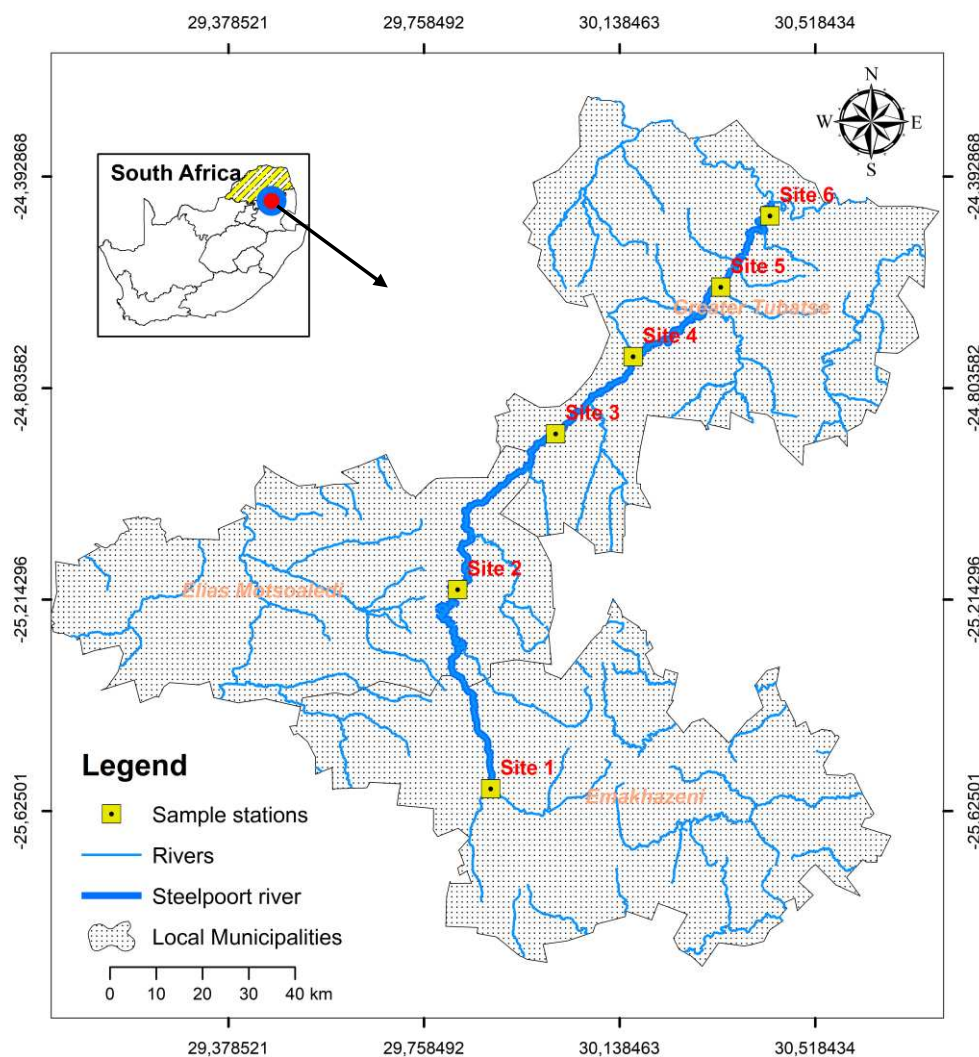 29,378521 29,758492 30,138463 30,518434
N
W E
S
-24,392868
-24,392868
South Africa
Site 6
Site 5
Greater Tubatse
Site 4
-24,803582
-24,803582
Site 3
Site 2
Elias Motsoaledi
-25,214296
-25,214296
Site 1
Emakhazeni
-25,62501
-25,62501
Legend
Sample stations
Rivers
Steelpoort river
Local Municipalities
0 10 20 30 40 km
29,378521 29,758492 30,138463 30,518434